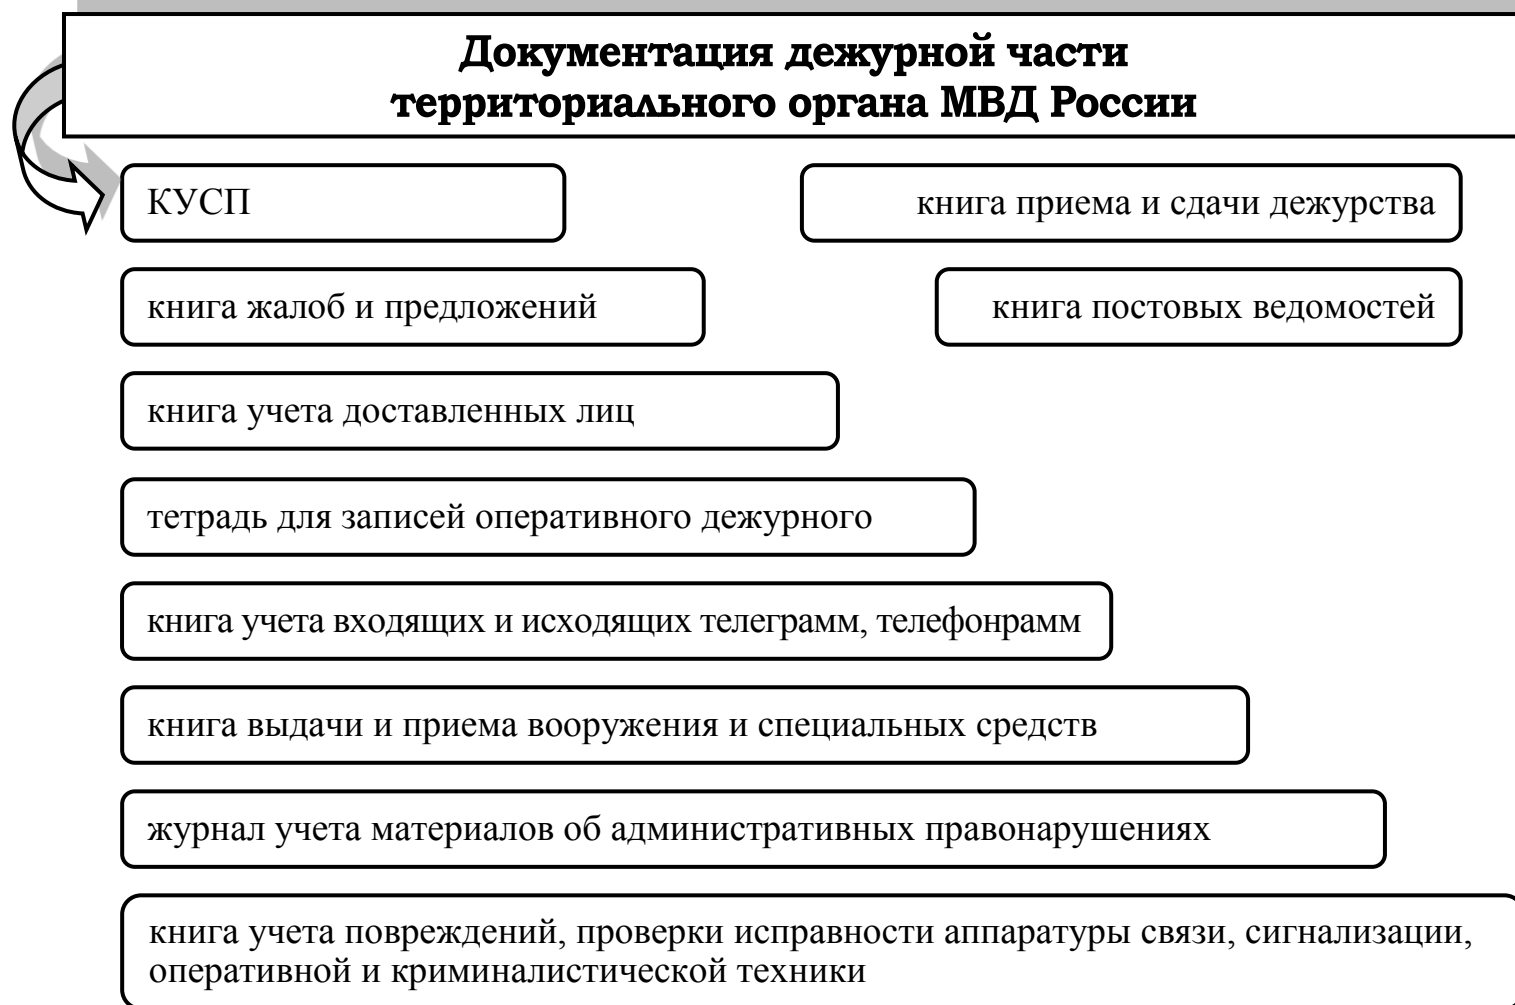 Документация дежурной части
территориального органа МВД России
КУСП
книга приема и сдачи дежурства
книга жалоб и предложений
книга постовых ведомостей
книга учета доставленных лиц
тетрадь для записей оперативного дежурного
книга учета входящих и исходящих телеграмм, телефонрамм
книга выдачи и приема вооружения и специальных средств
журнал учета материалов об административных правонарушениях
книга учета повреждений, проверки исправности аппаратуры связи, сигнализации,
оперативной и криминалистической техники